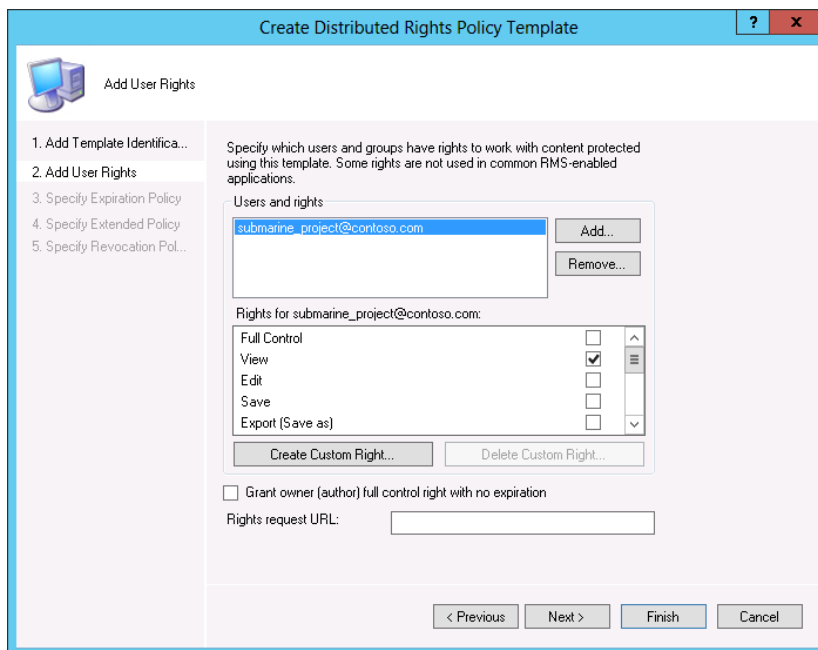 Create Distributed Rights Policy Template
?
x
Add User Rights
1. Add Template Identifica...
2. Add User Rights
3. Specify Expiration Policy
4. Specify Extended Policy
5. Specify Revocation Pol...
Specify which users and groups have rights to work with content protected
using this template. Some rights are not used in common RMS-enabled
applications.
Users and rights
submarine_project@contoso.com
Add...
Remove...
Rights for submarine_project@contoso.com:
Full Control
View
Edit
Save
Export (Save as)
Create Custom Right...
Delete Custom Right...
Grant owner (author) full control right with no expiration
Rights request URL:
< Previous
Next >
Finish
Cancel